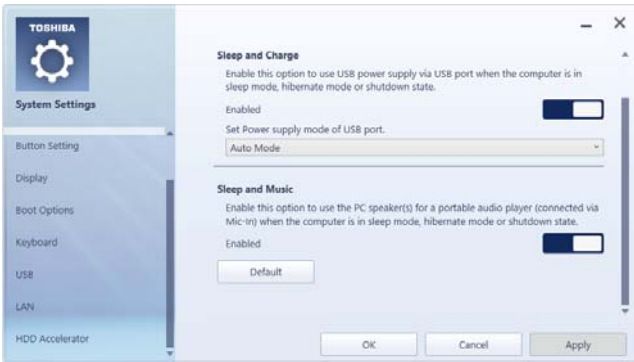 TOSHIBA
System Settings
Button Setting
Display
Boot Options
Keyboard
USB
LAN
HDD Accelerator
Sleep and Charge
Enable this option to use USB power supply via USB port when the computer is in
sleep mode, hibernate mode or shutdown state.
Enabled
Set Power supply mode of USB port.
Auto Mode
Sleep and Music
Enable this option to use the PC speaker(s) for a portable audio player (connected via
Mic-In) when the computer is in sleep mode, hibernate mode or shutdown state.
Enabled
Default
OK Cancel Apply